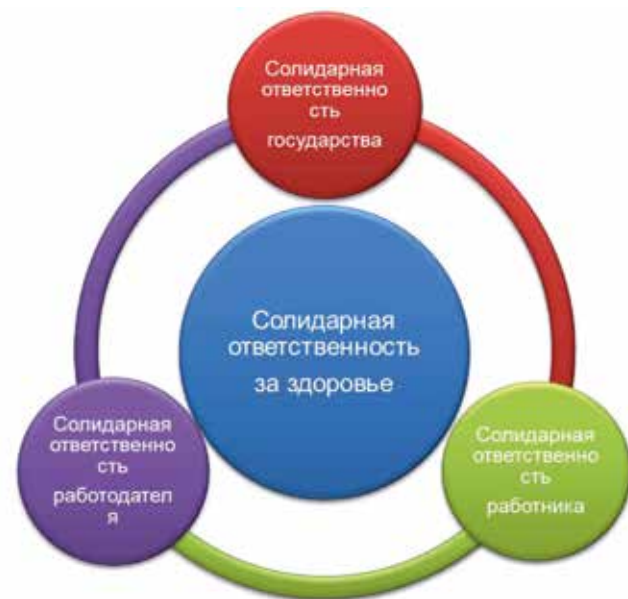 Солидарная
ответственно
сть
государства
Солидарная
ответственность
за здоровье
Солидарная
ответственно
сть
работодател
я
Солидарная
ответственно
сть
работника